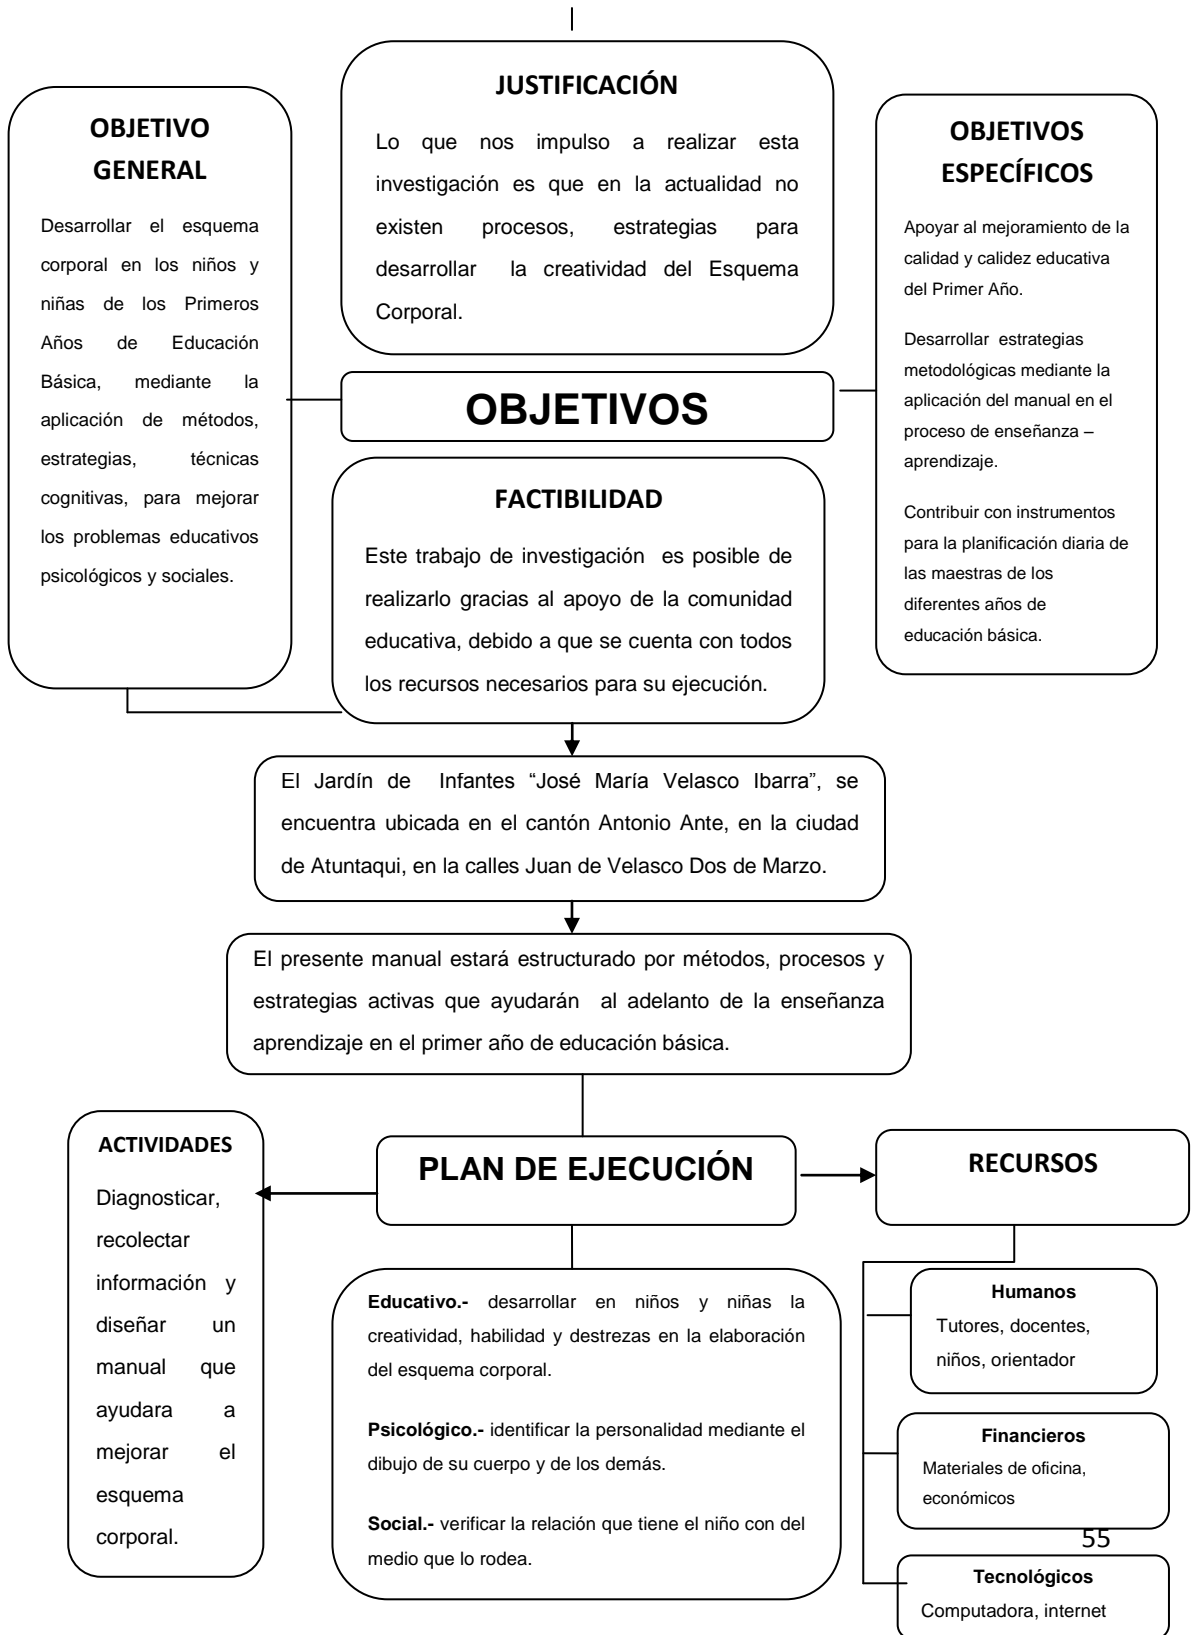 JUSTIFICACIÓN
Lo que nos impulso a realizar esta
investigación es que en la actualidad no
existen procesos, estrategias para
desarrollar la creatividad del Esquema
Corporal.
OBJETIVO
GENERAL
Desarrollar el esquema
corporal en los niños y
niñas de los Primeros
Años de Educación
Básica, mediante la
aplicación de métodos,
estrategias, técnicas
cognitivas, para mejorar
los problemas educativos
psicológicos y sociales.
OBJETIVOS
OBJETIVOS
ESPECÍFICOS
Apoyar al mejoramiento de la
calidad y calidez educativa
del Primer Año.
Desarrollar estrategias
metodológicas mediante la
aplicación del manual en el
proceso de enseñanza –
aprendizaje.
Contribuir con instrumentos
para la planificación diaria de
las maestras de los
diferentes años de
educación básica.
FACTIBILIDAD
Este trabajo de investigación es posible de
realizarlo gracias al apoyo de la comunidad
educativa, debido a que se cuenta con todos
los recursos necesarios para su ejecución.
El Jardín de Infantes “José María Velasco Ibarra”, se
encuentra ubicada en el cantón Antonio Ante, en la ciudad
de Atuntaqui, en la calles Juan de Velasco Dos de Marzo.
El presente manual estará estructurado por métodos, procesos y
estrategias activas que ayudarán al adelanto de la enseñanza
aprendizaje en el primer año de educación básica.
ACTIVIDADES
Diagnosticar,
recolectar
información y
diseñar un
manual que
ayudara a
mejorar el
esquema
corporal.
PLAN DE EJECUCIÓN
Educativo.- desarrollar en niños y niñas la
creatividad, habilidad y destrezas en la elaboración
del esquema corporal.
Psicológico.- identificar la personalidad mediante el
dibujo de su cuerpo y de los demás.
Social.- verificar la relación que tiene el niño con del
medio que lo rodea.
RECURSOS
Humanos
Tutores, docentes,
niños, orientador
Financieros
Materiales de oficina,
económicos
55
Tecnológicos
Computadora, internet